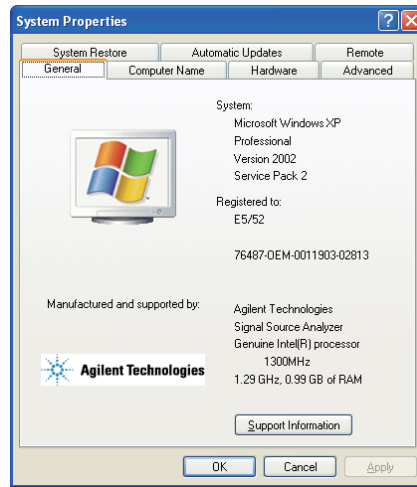 System Properties
System Restore Automatic Updates Remote
General Computer Name Hardware Advanced
System:
Microsoft Windows XP
Professional
Version 2002
Service Pack 2
Registered to:
E5/52
76487-OEM-0011903-02813
Manufactured and supported by:
Agilent Technologies
Agilent Technologies
Signal Source Analyzer
Genuine Intel(R) processor
1300MHz
1.29 GHz, 0.99 GB of RAM
Support Information
OK Cancel Apply